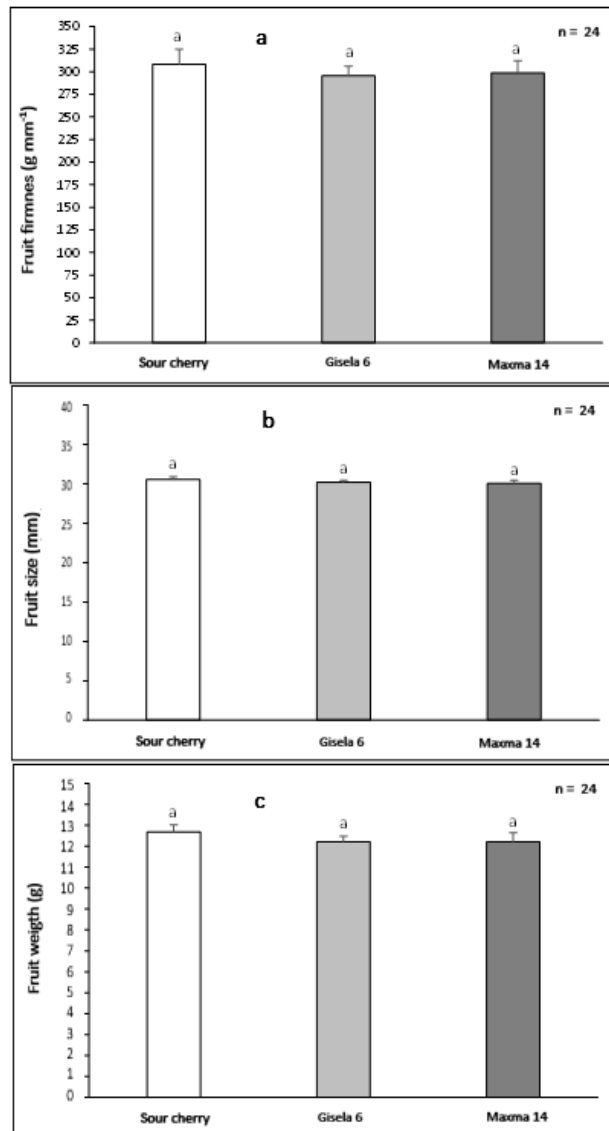 a
n = 24
Fruit firmnes (g mm⁻¹)
350
325
300
275
250
225
200
175
150
125
100
75
50
25
0
a
a
a
Sour cherry
Gisela 6
Maxma 14
b
n = 24
Fruit size (mm)
40
35
30
25
20
15
10
5
0
a
a
a
Sour cherry
Gisela 6
Maxma 14
c
n = 24
Fruit weigth (g)
15
14
13
12
11
10
9
8
7
6
5
4
3
2
1
0
a
a
a
Sour cherry
Gisela 6
Maxma 14